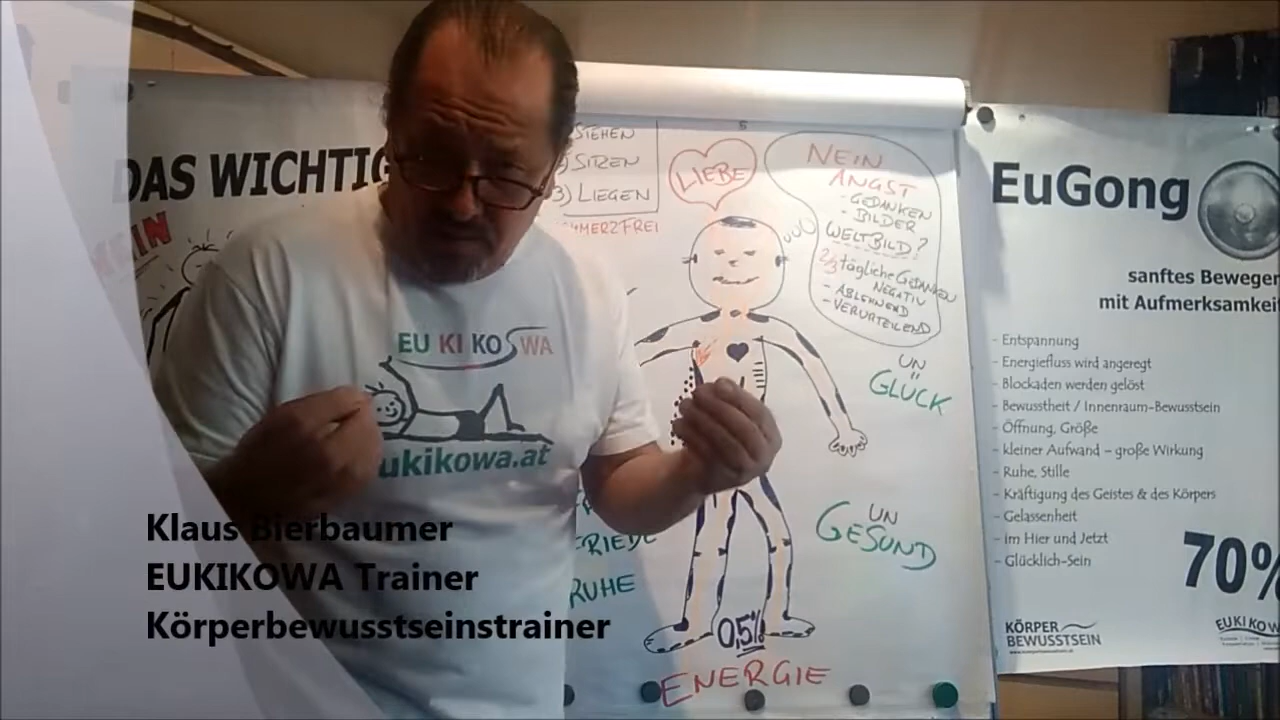 DAS WICHTIG
STEHEN
SITZEN
3) LIEGEN
LIEBE
NEIN
ANGST
- GEDANKEN
- BILDER
WELTBILD?
2/3 tägliche GEDANKEN
NEGATIV
- ABLEHNEND
- VERURTEILEND
UN
GLÜCK
UN
GESUND
RUHE
0,5%
ENERGIE
EU KI KO WA
ukikowa.at
EuGong
sanftes Bewegen
mit Aufmerksamkeit
- Entspannung
- Energiefluss wird angeregt
- Blockaden werden gelöst
- Bewusstheit / Innenraum-Bewusstsein
- Öffnung, Größe
- kleiner Aufwand – große Wirkung
- Ruhe, Stille
- Kräftigung des Geistes & des Körpers
- Gelassenheit
- im Hier und Jetzt
- Glücklich-Sein
70%
KÖRPER
BEWUSSTSEIN
EUKIKOW
Klaus Bierbaumer
EUKIKOWA Trainer
Körperbewusstseinstrainer